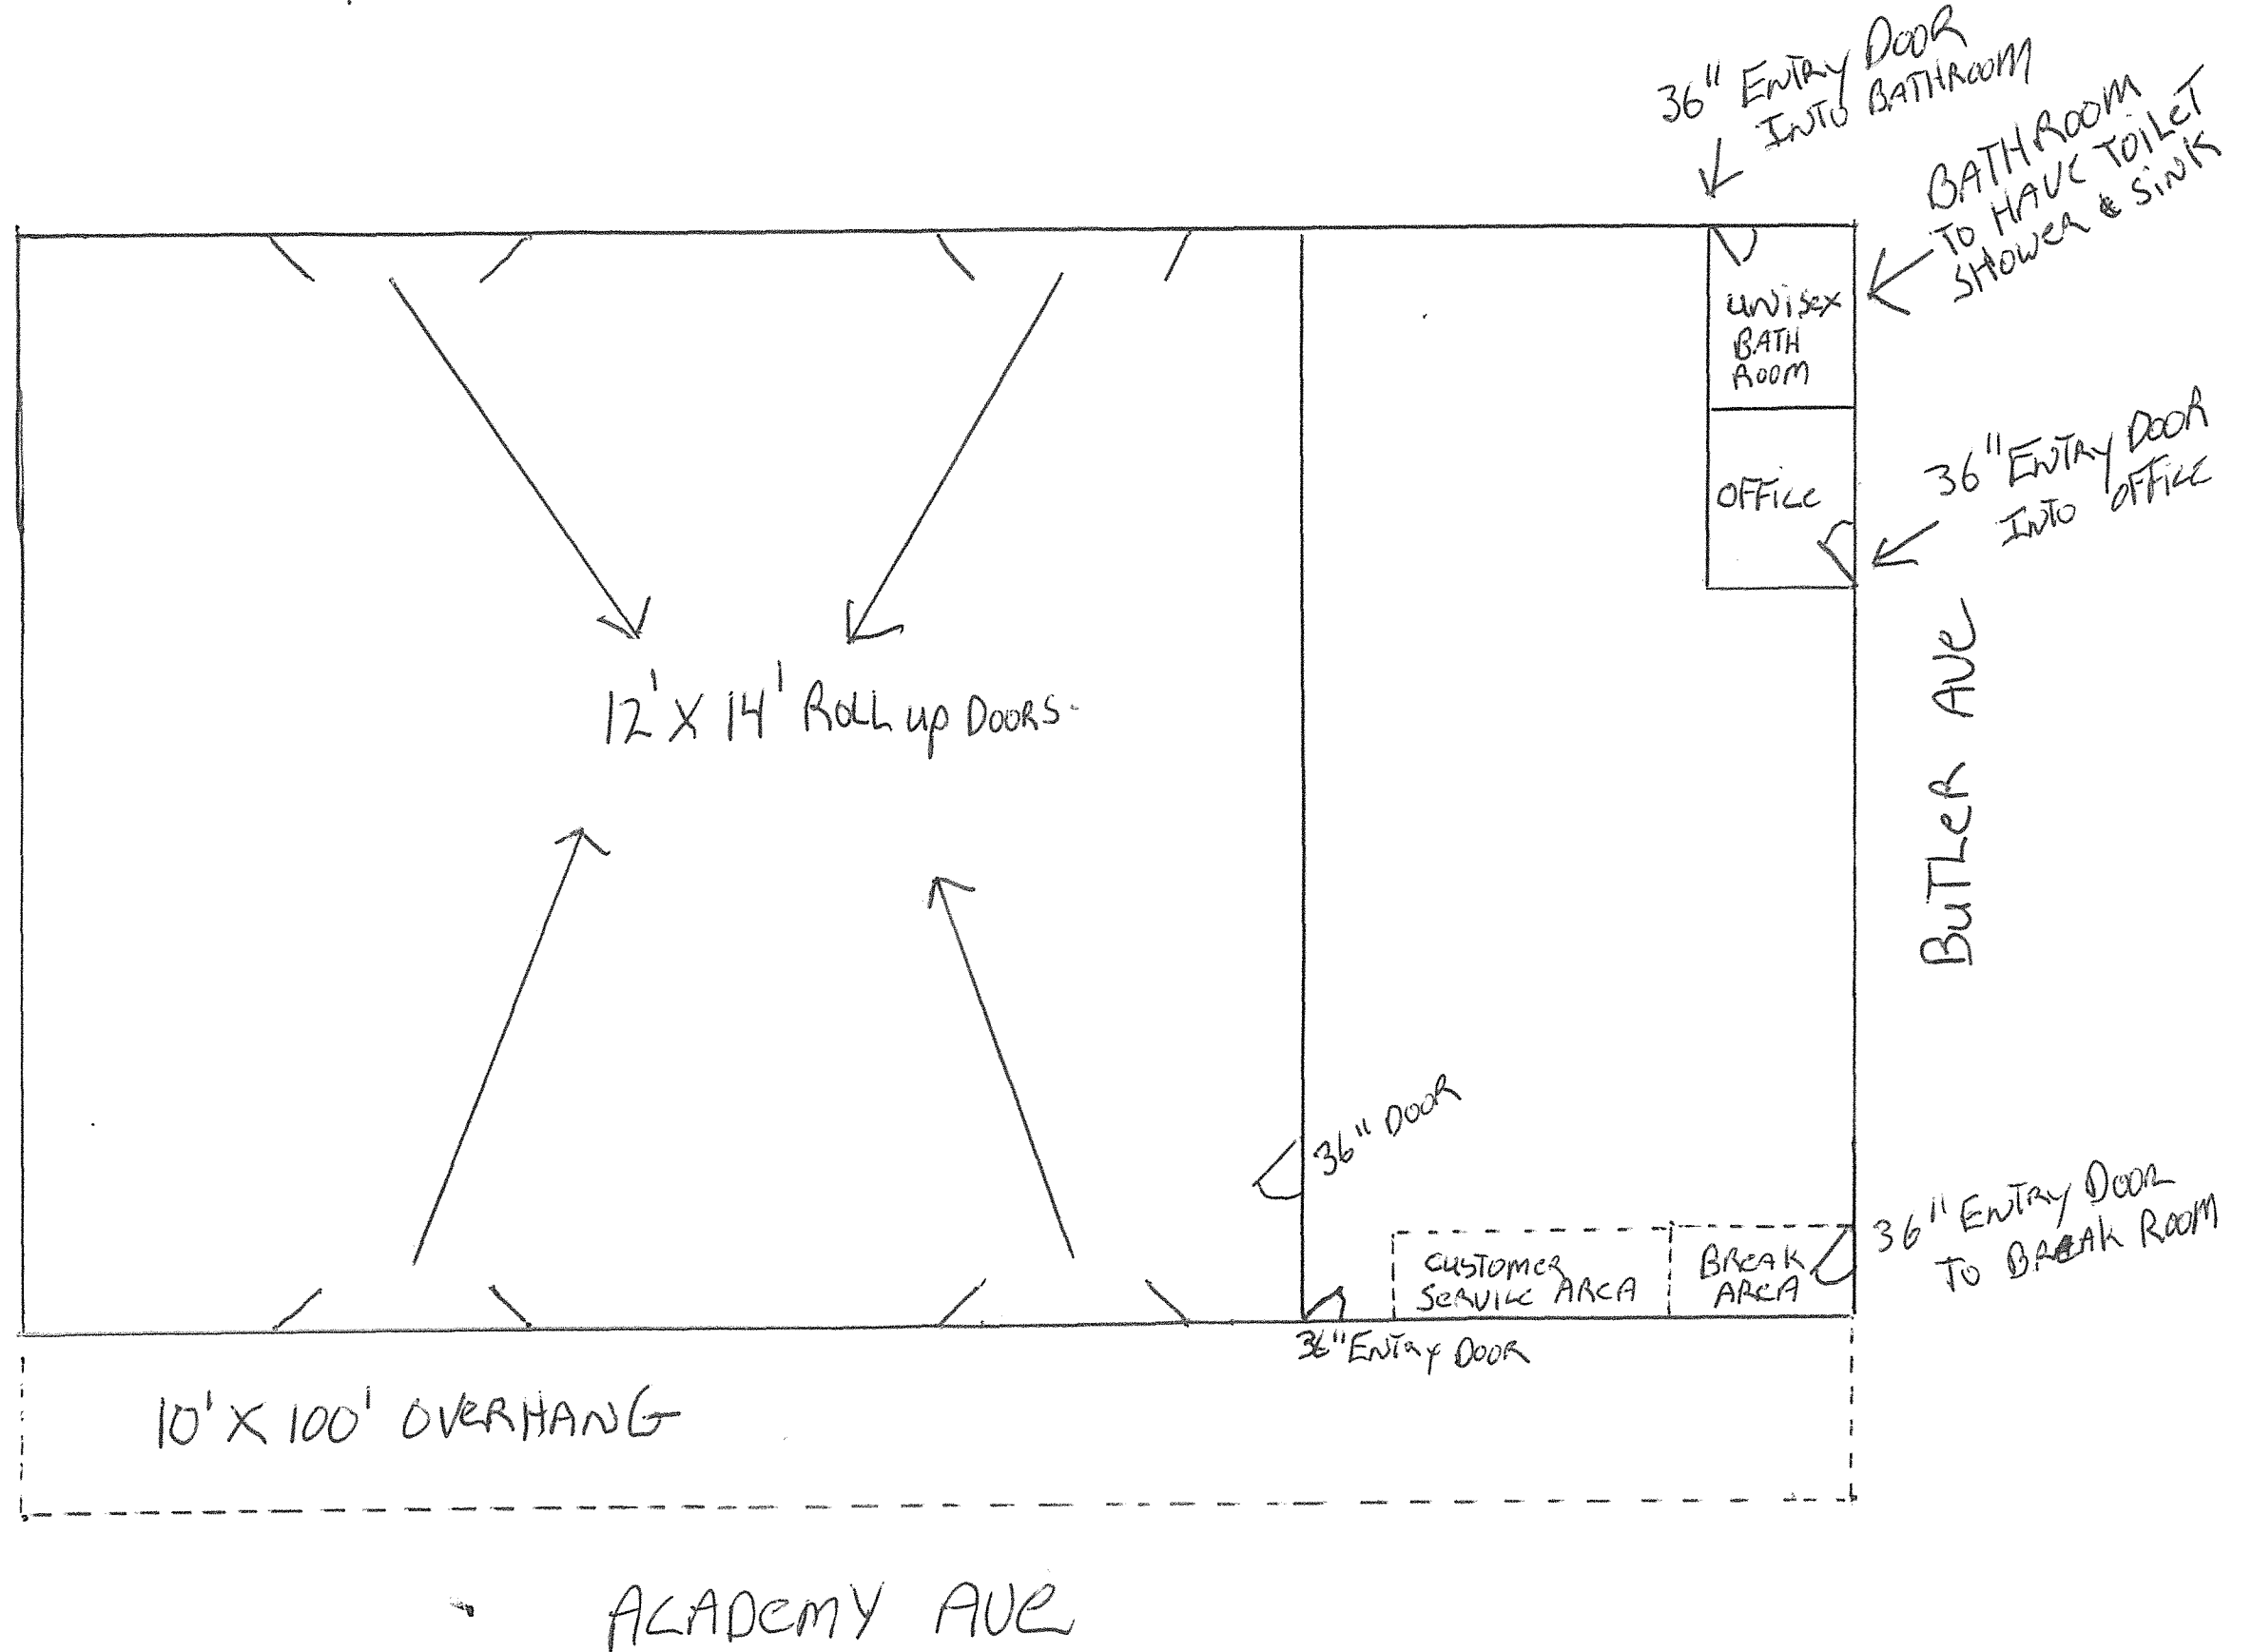 36" ENTRY DOOR
INTO BATHROOM
BATHROOM
TO HAVE TOILET
SHOWER & SINK
UNISEX
BATH
ROOM
OFFICE
36" ENTRY DOOR
INTO OFFICE
12' X 14' ROLL UP DOORS
BUTLER AVE
36" DOOR
CUSTOMER
SERVICE AREA
BREAK
AREA
36" ENTRY DOOR
TO BREAK ROOM
36" ENTRY DOOR
10' X 100' OVERHANG
ACADEMY AVE